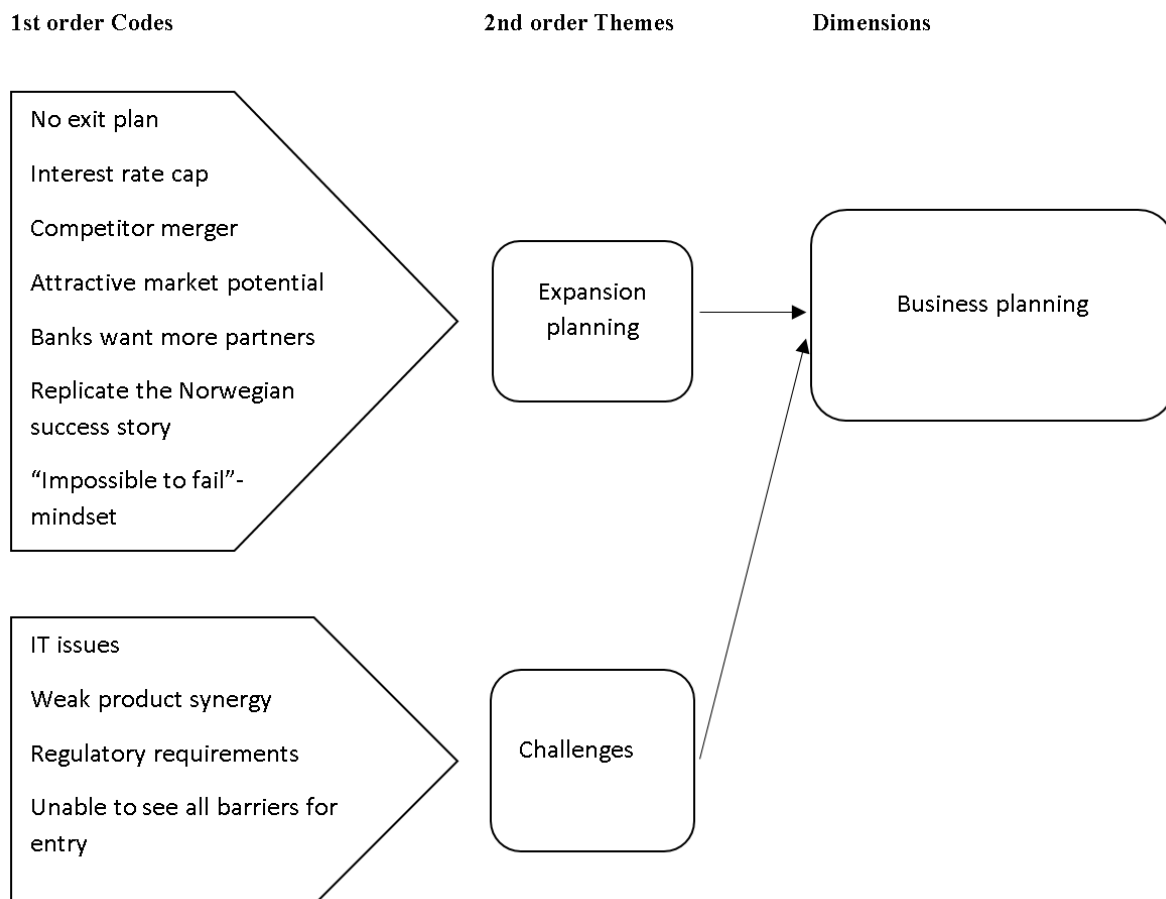 1st order Codes
2nd order Themes
Dimensions
No exit plan
Interest rate cap
Competitor merger
Attractive market potential
Banks want more partners
Replicate the Norwegian
success story
“Impossible to fail”-
mindset
Expansion
planning
Business planning
IT issues
Weak product synergy
Regulatory requirements
Unable to see all barriers for
entry
Challenges